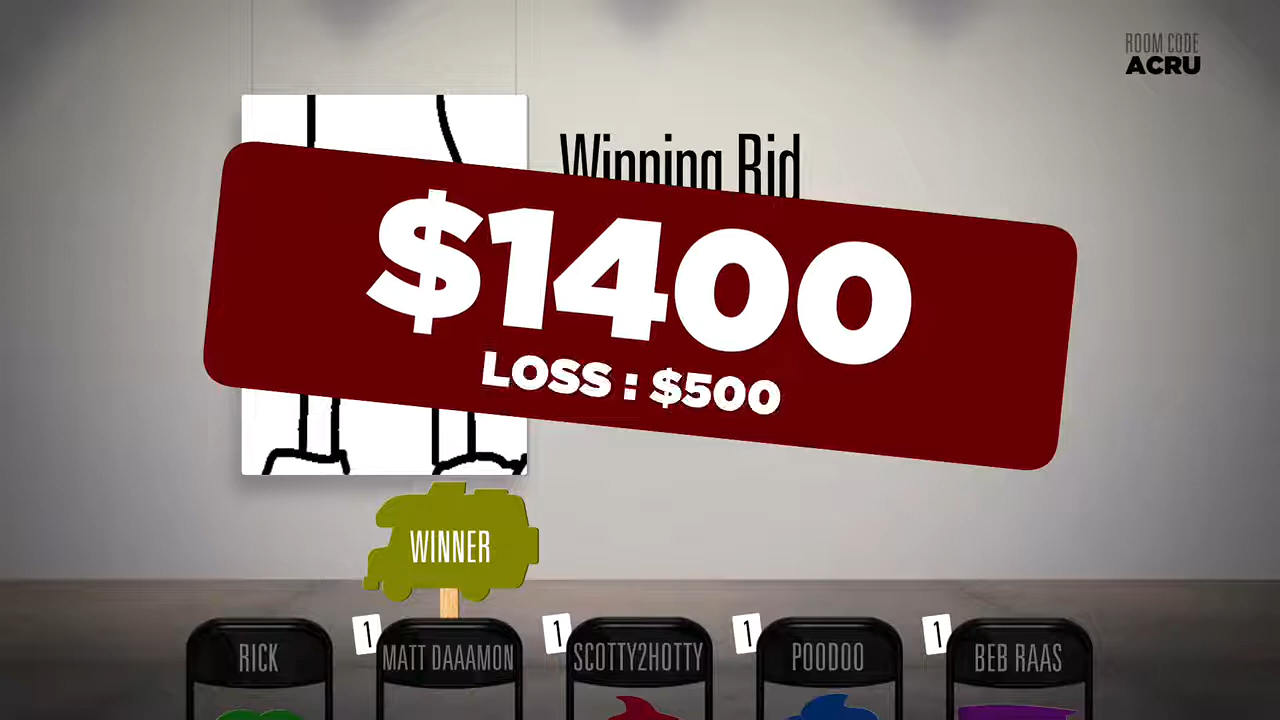 ROOM CODE
ACRU
Winning Bid
$1400
LOSS : $500
WINNER
RICK
1
MATT DAAAMON
1
SCOTTY2HOTTY
1
POODOO
1
BEB RAAS